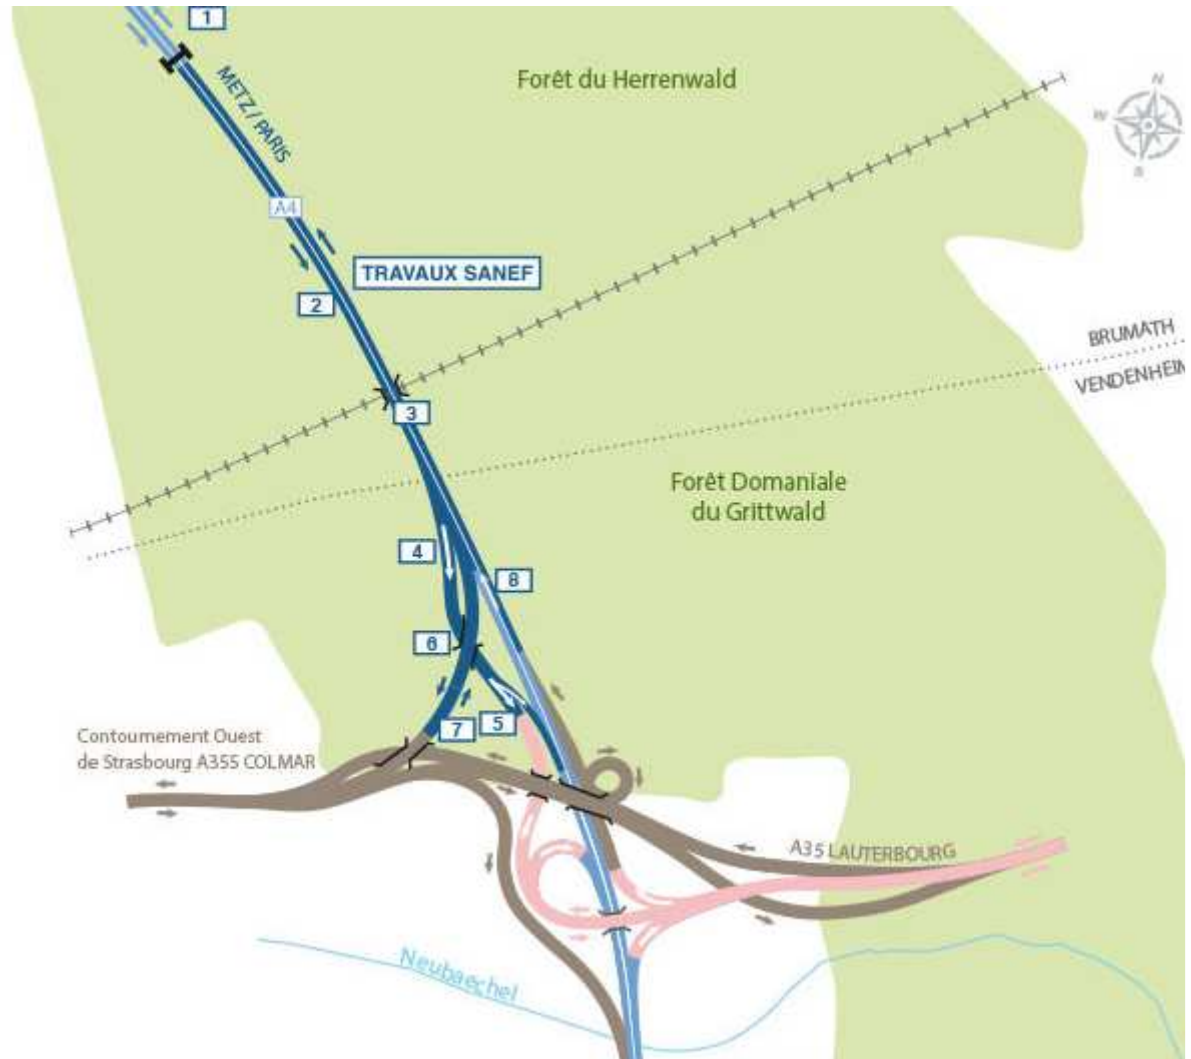 1
METZ / PARIS
Forêt du Herrenwald
N
W
S
A4
TRAVAUX SANEF
2
BRUMATH
VENDENHEIM
3
Forêt Domaniale
du Grittwald
4
8
6
5
7
Contournement Ouest
de Strasbourg A355 COLMAR
A35 LAUTERBOURG
Neubaechel